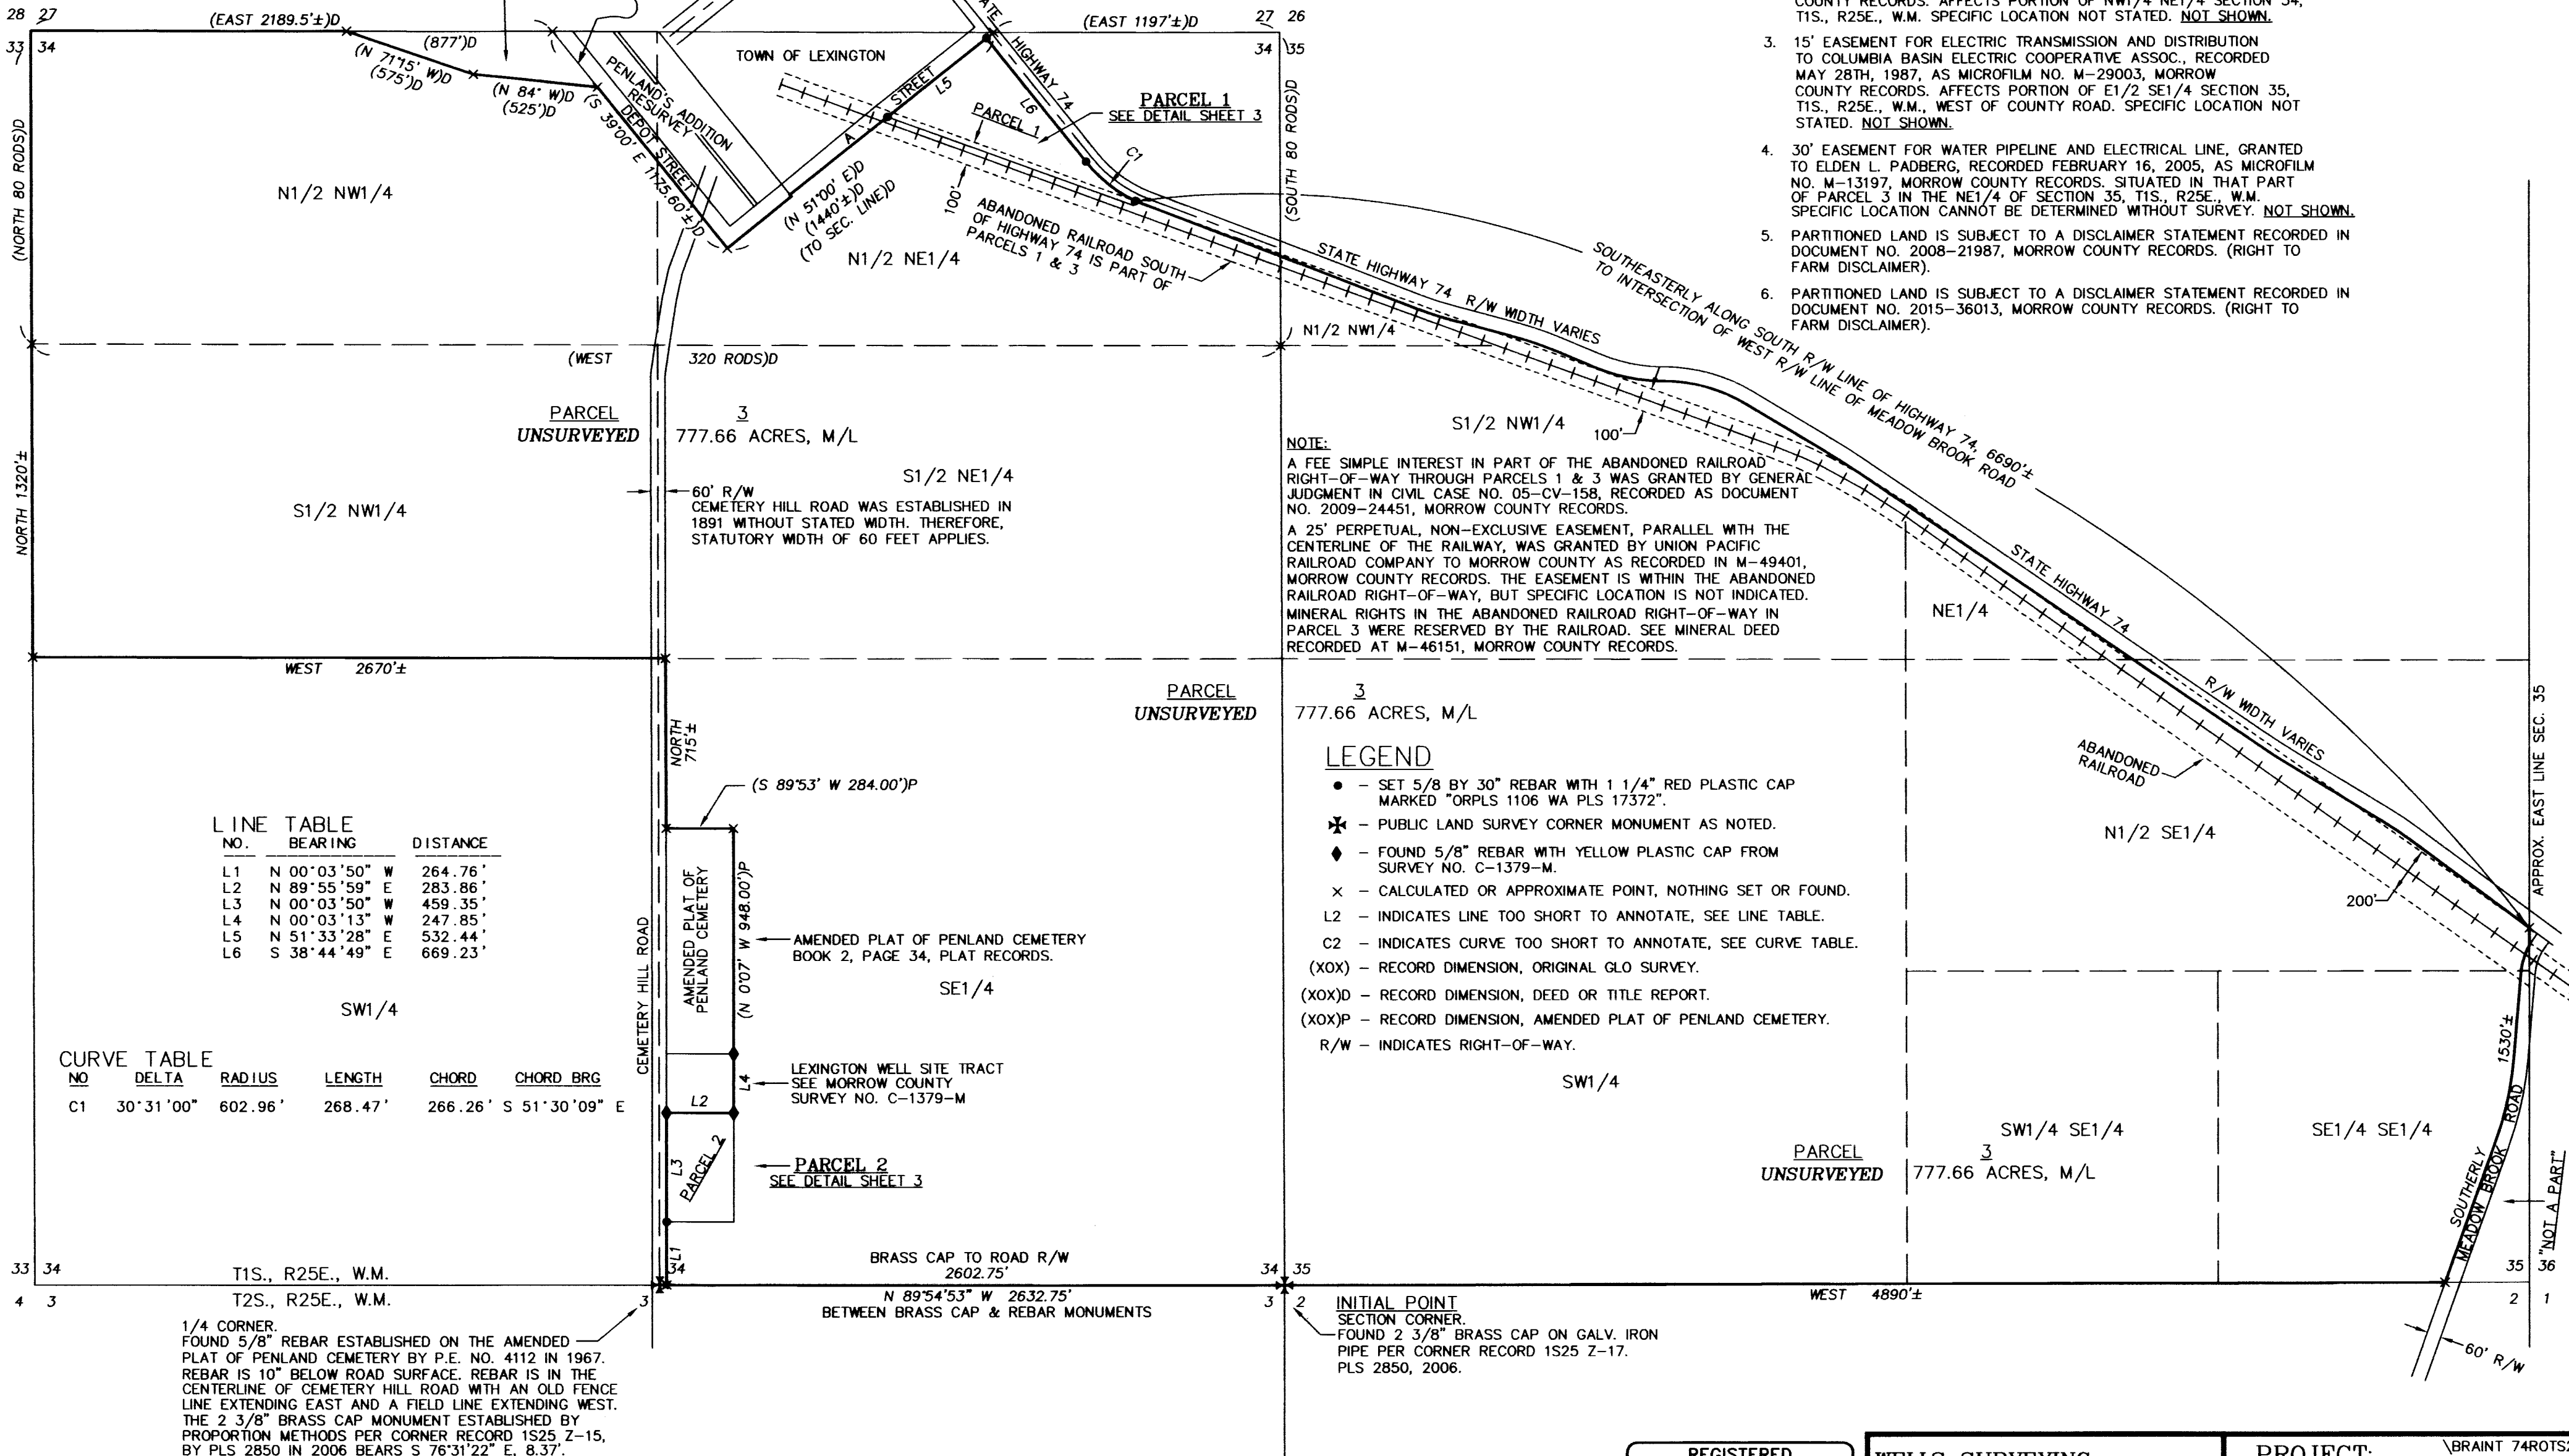 28 27
(EAST 2189.5'±)D
(EAST 1197'±)D
27 26
33 34
34 35
(N 71°15' W)D
(575')D
(877')D
(N 84° W)D
(525')D
(S 39°00' E 1175.60'±)D
DEPOT STREET
PENLAND'S ADDITION
RESURVEY
TOWN OF LEXINGTON
STREET
L5
A
HIGHWAY 74
L6
C1
PARCEL 1
PARCEL 1
SEE DETAIL SHEET 3
(N 51°00' E)D
(1440'±)D
(TO SEC. LINE)D
100'
ABANDONED RAILROAD SOUTH
OF HIGHWAY 74 IS PART OF
PARCELS 1 & 3
(SOUTH 80 RODS)D
(NORTH 80 RODS)D
NORTH 1320'±
N1/2 NW1/4
N1/2 NE1/4
N1/2 NW1/4
(WEST 320 RODS)D
STATE HIGHWAY 74 R/W WIDTH VARIES
SOUTHEASTERLY ALONG SOUTH R/W LINE OF HIGHWAY 74, 6690'±
TO INTERSECTION OF WEST R/W LINE OF MEADOW BROOK ROAD
COUNTY RECORDS. AFFECTS PORTION OF NW1/4 NE1/4 SECTION 34,
T1S., R25E., W.M. SPECIFIC LOCATION NOT STATED. NOT SHOWN.
3. 15' EASEMENT FOR ELECTRIC TRANSMISSION AND DISTRIBUTION
TO COLUMBIA BASIN ELECTRIC COOPERATIVE ASSOC., RECORDED
MAY 28TH, 1987, AS MICROFILM NO. M-29003, MORROW
COUNTY RECORDS. AFFECTS PORTION OF E1/2 SE1/4 SECTION 35,
T1S., R25E., W.M., WEST OF COUNTY ROAD. SPECIFIC LOCATION NOT
STATED. NOT SHOWN.
4. 30' EASEMENT FOR WATER PIPELINE AND ELECTRICAL LINE, GRANTED
TO ELDEN L. PADBERG, RECORDED FEBRUARY 16, 2005, AS MICROFILM
NO. M-13197, MORROW COUNTY RECORDS. SITUATED IN THAT PART
OF PARCEL 3 IN THE NE1/4 OF SECTION 35, T1S., R25E., W.M.
SPECIFIC LOCATION CANNOT BE DETERMINED WITHOUT SURVEY. NOT SHOWN.
5. PARTITIONED LAND IS SUBJECT TO A DISCLAIMER STATEMENT RECORDED IN
DOCUMENT NO. 2008-21987, MORROW COUNTY RECORDS. (RIGHT TO
FARM DISCLAIMER).
6. PARTITIONED LAND IS SUBJECT TO A DISCLAIMER STATEMENT RECORDED IN
DOCUMENT NO. 2015-36013, MORROW COUNTY RECORDS. (RIGHT TO
FARM DISCLAIMER).
PARCEL 3
UNSURVEYED 777.66 ACRES, M/L
S1/2 NW1/4
S1/2 NE1/4
S1/2 NW1/4
100'
60' R/W
CEMETERY HILL ROAD WAS ESTABLISHED IN
1891 WITHOUT STATED WIDTH. THEREFORE,
STATUTORY WIDTH OF 60 FEET APPLIES.
NOTE:
A FEE SIMPLE INTEREST IN PART OF THE ABANDONED RAILROAD
RIGHT-OF-WAY THROUGH PARCELS 1 & 3 WAS GRANTED BY GENERAL
JUDGMENT IN CIVIL CASE NO. 05-CV-158, RECORDED AS DOCUMENT
NO. 2009-24451, MORROW COUNTY RECORDS.
A 25' PERPETUAL, NON-EXCLUSIVE EASEMENT, PARALLEL WITH THE
CENTERLINE OF THE RAILWAY, WAS GRANTED BY UNION PACIFIC
RAILROAD COMPANY TO MORROW COUNTY AS RECORDED IN M-49401,
MORROW COUNTY RECORDS. THE EASEMENT IS WITHIN THE ABANDONED
RAILROAD RIGHT-OF-WAY, BUT SPECIFIC LOCATION IS NOT INDICATED.
MINERAL RIGHTS IN THE ABANDONED RAILROAD RIGHT-OF-WAY IN
PARCEL 3 WERE RESERVED BY THE RAILROAD. SEE MINERAL DEED
RECORDED AT M-46151, MORROW COUNTY RECORDS.
NE1/4
STATE HIGHWAY 74
R/W WIDTH VARIES
ABANDONED
RAILROAD
200'
APPROX. EAST LINE SEC. 35
N1/2 SE1/4
WEST 2670'±
NORTH
715'±
PARCEL 3
UNSURVEYED 777.66 ACRES, M/L
LEGEND
● – SET 5/8 BY 30" REBAR WITH 1 1/4" RED PLASTIC CAP
MARKED "ORPLS 1106 WA PLS 17372".
✠ – PUBLIC LAND SURVEY CORNER MONUMENT AS NOTED.
♦ – FOUND 5/8" REBAR WITH YELLOW PLASTIC CAP FROM
SURVEY NO. C-1379-M.
× – CALCULATED OR APPROXIMATE POINT, NOTHING SET OR FOUND.
L2 – INDICATES LINE TOO SHORT TO ANNOTATE, SEE LINE TABLE.
C2 – INDICATES CURVE TOO SHORT TO ANNOTATE, SEE CURVE TABLE.
(XOX) – RECORD DIMENSION, ORIGINAL GLO SURVEY.
(XOX)D – RECORD DIMENSION, DEED OR TITLE REPORT.
(XOX)P – RECORD DIMENSION, AMENDED PLAT OF PENLAND CEMETERY.
R/W – INDICATES RIGHT-OF-WAY.
(S 89°53' W 284.00')P
LINE TABLE
NO. BEARING DISTANCE
L1 N 00°03'50" W 264.76'
L2 N 89°55'59" E 283.86'
L3 N 00°03'50" W 459.35'
L4 N 00°03'13" W 247.85'
L5 N 51°33'28" E 532.44'
L6 S 38°44'49" E 669.23'
SW1/4
CURVE TABLE
NO DELTA RADIUS LENGTH CHORD CHORD BRG
C1 30°31'00" 602.96' 268.47' 266.26' S 51°30'09" E
CEMETERY HILL ROAD
AMENDED PLAT OF
PENLAND CEMETERY
(N 0°07' W 948.00')P
AMENDED PLAT OF PENLAND CEMETERY
BOOK 2, PAGE 34, PLAT RECORDS.
SE1/4
LEXINGTON WELL SITE TRACT
SEE MORROW COUNTY
SURVEY NO. C-1379-M
L4
L2
L3
PARCEL 2
PARCEL 2
SEE DETAIL SHEET 3
L1
SW1/4
SW1/4 SE1/4
SE1/4 SE1/4
PARCEL 3
UNSURVEYED 777.66 ACRES, M/L
1530'±
SOUTHERLY
MEADOW BROOK ROAD
"NOT A PART"
33 34
T1S., R25E., W.M.
34
BRASS CAP TO ROAD R/W
2602.75'
34 35
35 36
4 3
T2S., R25E., W.M.
3
N 89°54'53" W 2632.75'
BETWEEN BRASS CAP & REBAR MONUMENTS
3 2
WEST 4890'±
2 1
60' R/W
INITIAL POINT
SECTION CORNER.
FOUND 2 3/8" BRASS CAP ON GALV. IRON
PIPE PER CORNER RECORD 1S25 Z-17.
PLS 2850, 2006.
1/4 CORNER.
FOUND 5/8" REBAR ESTABLISHED ON THE AMENDED
PLAT OF PENLAND CEMETERY BY P.E. NO. 4112 IN 1967.
REBAR IS 10" BELOW ROAD SURFACE. REBAR IS IN THE
CENTERLINE OF CEMETERY HILL ROAD WITH AN OLD FENCE
LINE EXTENDING EAST AND A FIELD LINE EXTENDING WEST.
THE 2 3/8" BRASS CAP MONUMENT ESTABLISHED BY
PROPORTION METHODS PER CORNER RECORD 1S25 Z-15,
BY PLS 2850 IN 2006 BEARS S 76°31'22" E, 8.37'.
REGISTERED
WELLS SURVEYING
PROJECT: